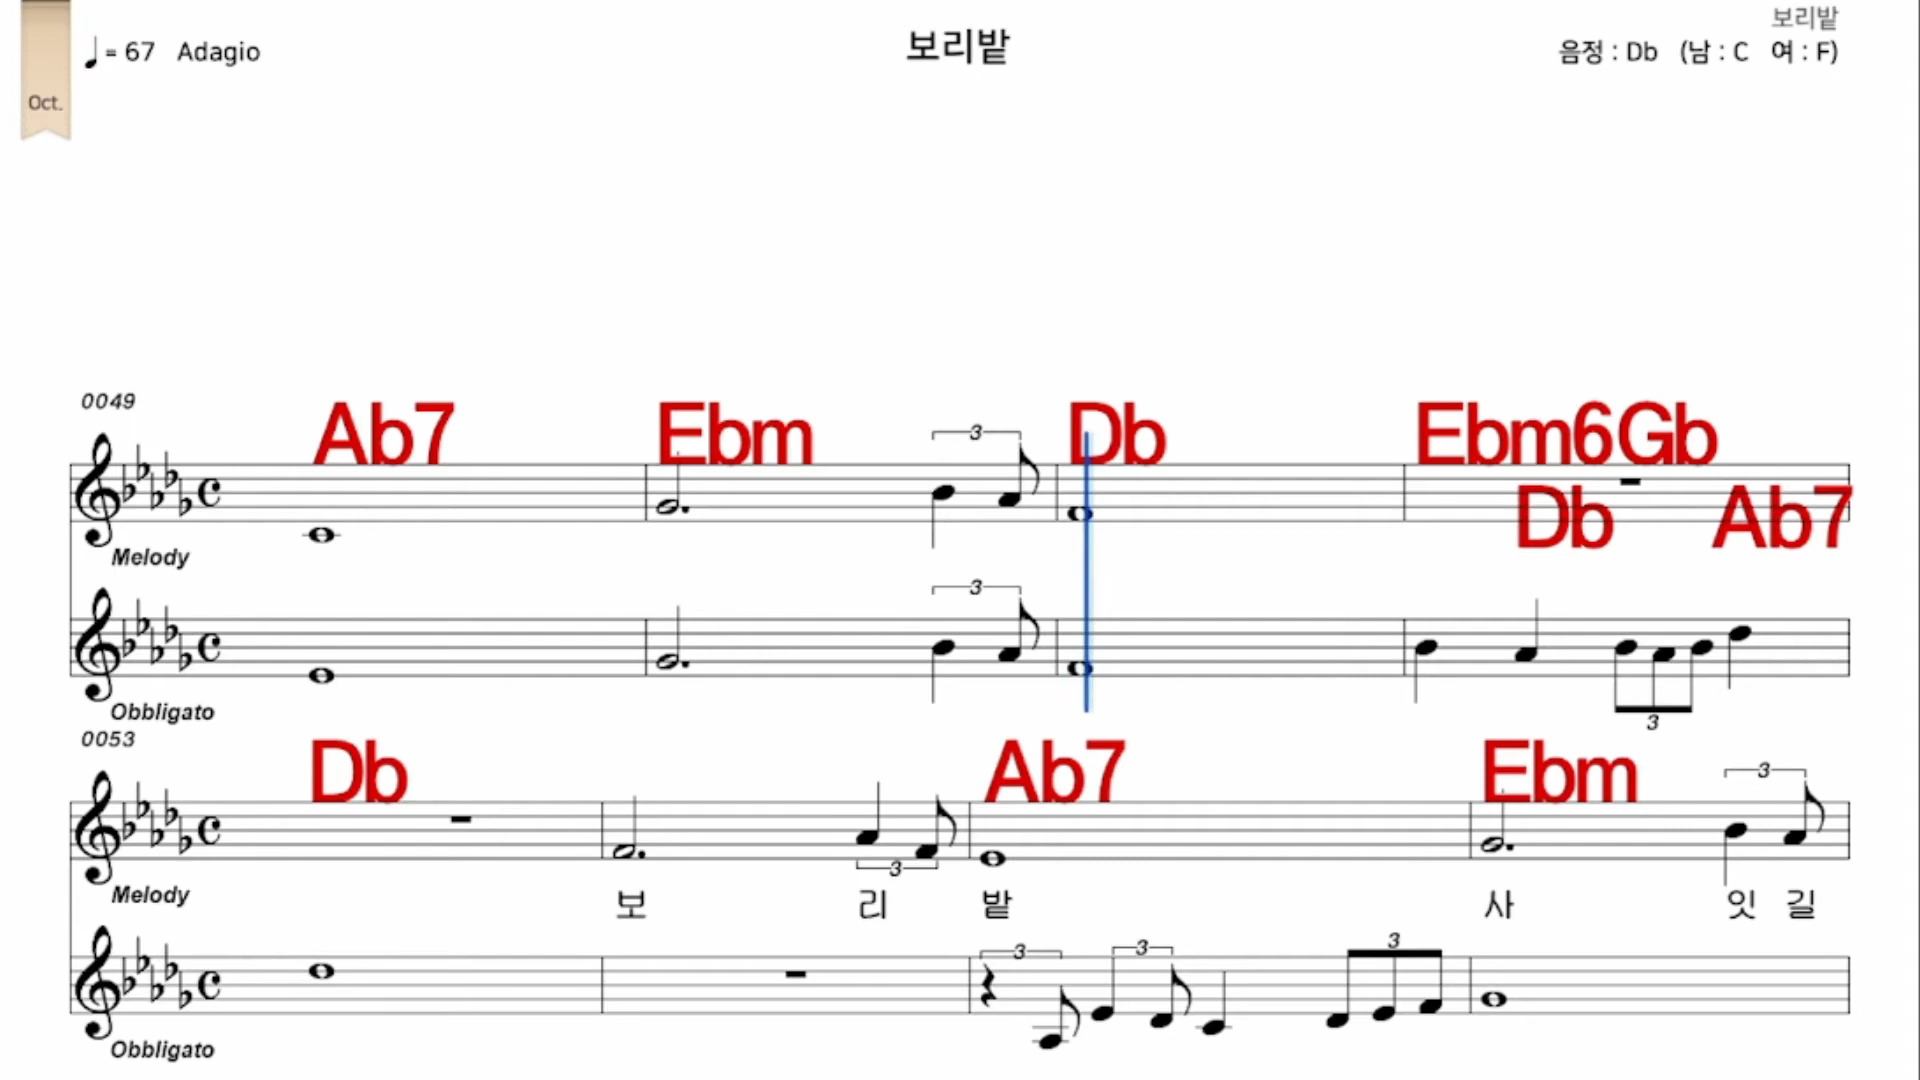 보리밭
♩= 67 Adagio 보리밭 음정 : Db (남 : C 여 : F)
Oct.
0049 Ab7 Ebm 3 Db Ebm6 Gb
Db Ab7
Melody
3
Obbligato 3
0053 Db Ab7 Ebm 3
3
Melody 보 리 밭 사 잇 길
3 3 3
Obbligato